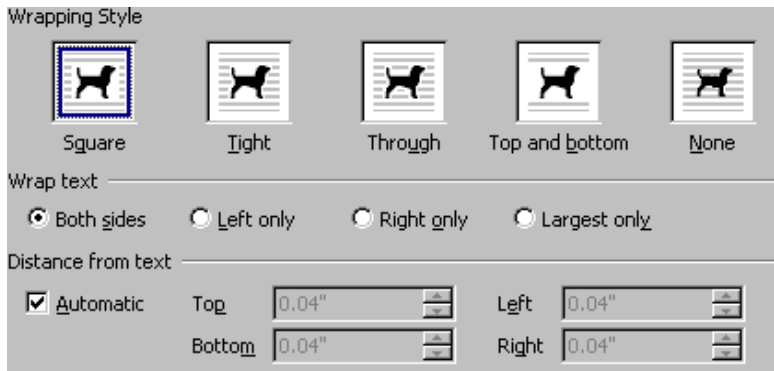 Wrapping Style
Square Tight Through Top and bottom None
Wrap text
Both sides Left only Right only Largest only
Distance from text
Automatic Top 0.04" Left 0.04"
Bottom 0.04" Right 0.04"